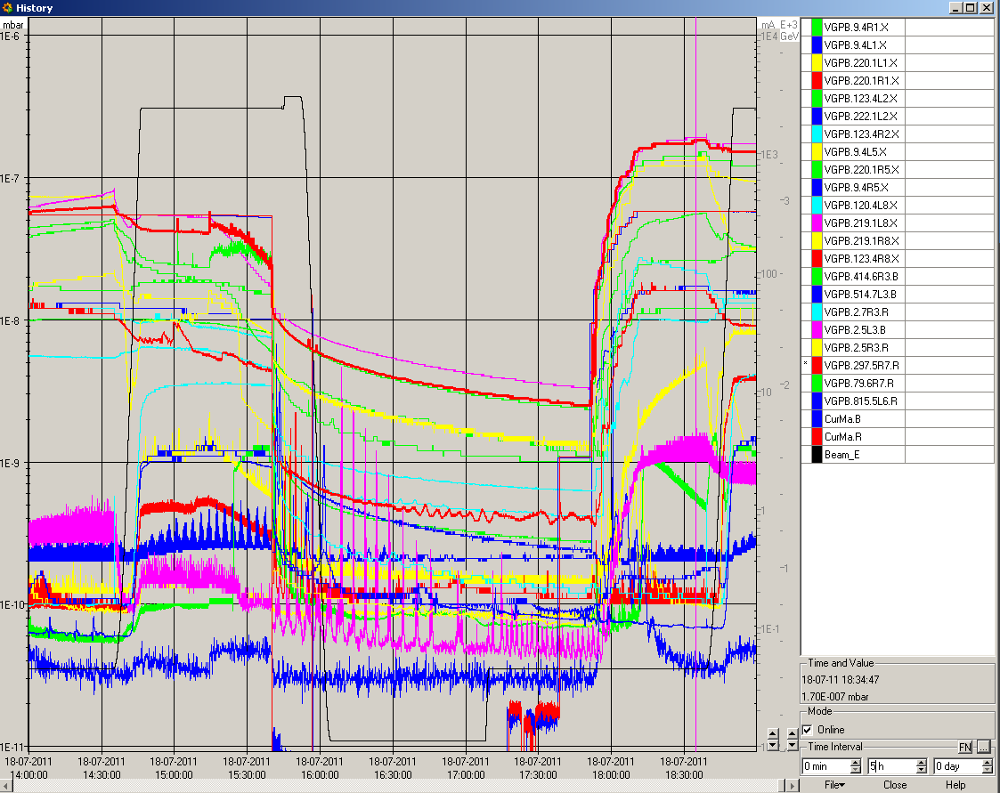 History
mbar
mA E+3
GeV
1E-6
1E-7
1E-8
1E-9
1E-10
1E-11
1E4
1E3
-3
100
10
-2
1
-1
1E-1
1
18-07-2011 18-07-2011 18-07-2011 18-07-2011 18-07-2011 18-07-2011 18-07-2011 18-07-2011 18-07-2011 18-07-2011
14:00:00 14:30:00 15:00:00 15:30:00 16:00:00 16:30:00 17:00:00 17:30:00 18:00:00 18:30:00
VGPB.9.4R1.X
VGPB.9.4L1.X
VGPB.220.1L1.X
VGPB.220.1R1.X
VGPB.123.4L2.X
VGPB.222.1L2.X
VGPB.123.4R2.X
VGPB.9.4L5.X
VGPB.220.1R5.X
VGPB.9.4R5.X
VGPB.120.4L8.X
VGPB.219.1L8.X
VGPB.219.1R8.X
VGPB.123.4R8.X
VGPB.414.6R3.B
VGPB.514.7L3.B
VGPB.2.7R3.R
VGPB.2.5L3.B
VGPB.2.5R3.R
* VGPB.297.5R7.R
VGPB.79.6R7.R
VGPB.815.5L6.R
CurMa.B
CurMa.R
Beam_E
Time and Value
18-07-11 18:34:47
1.70E-007 mbar
Mode
Online
Time Interval
FN ...
0 min 5 h 0 day
File Close Help